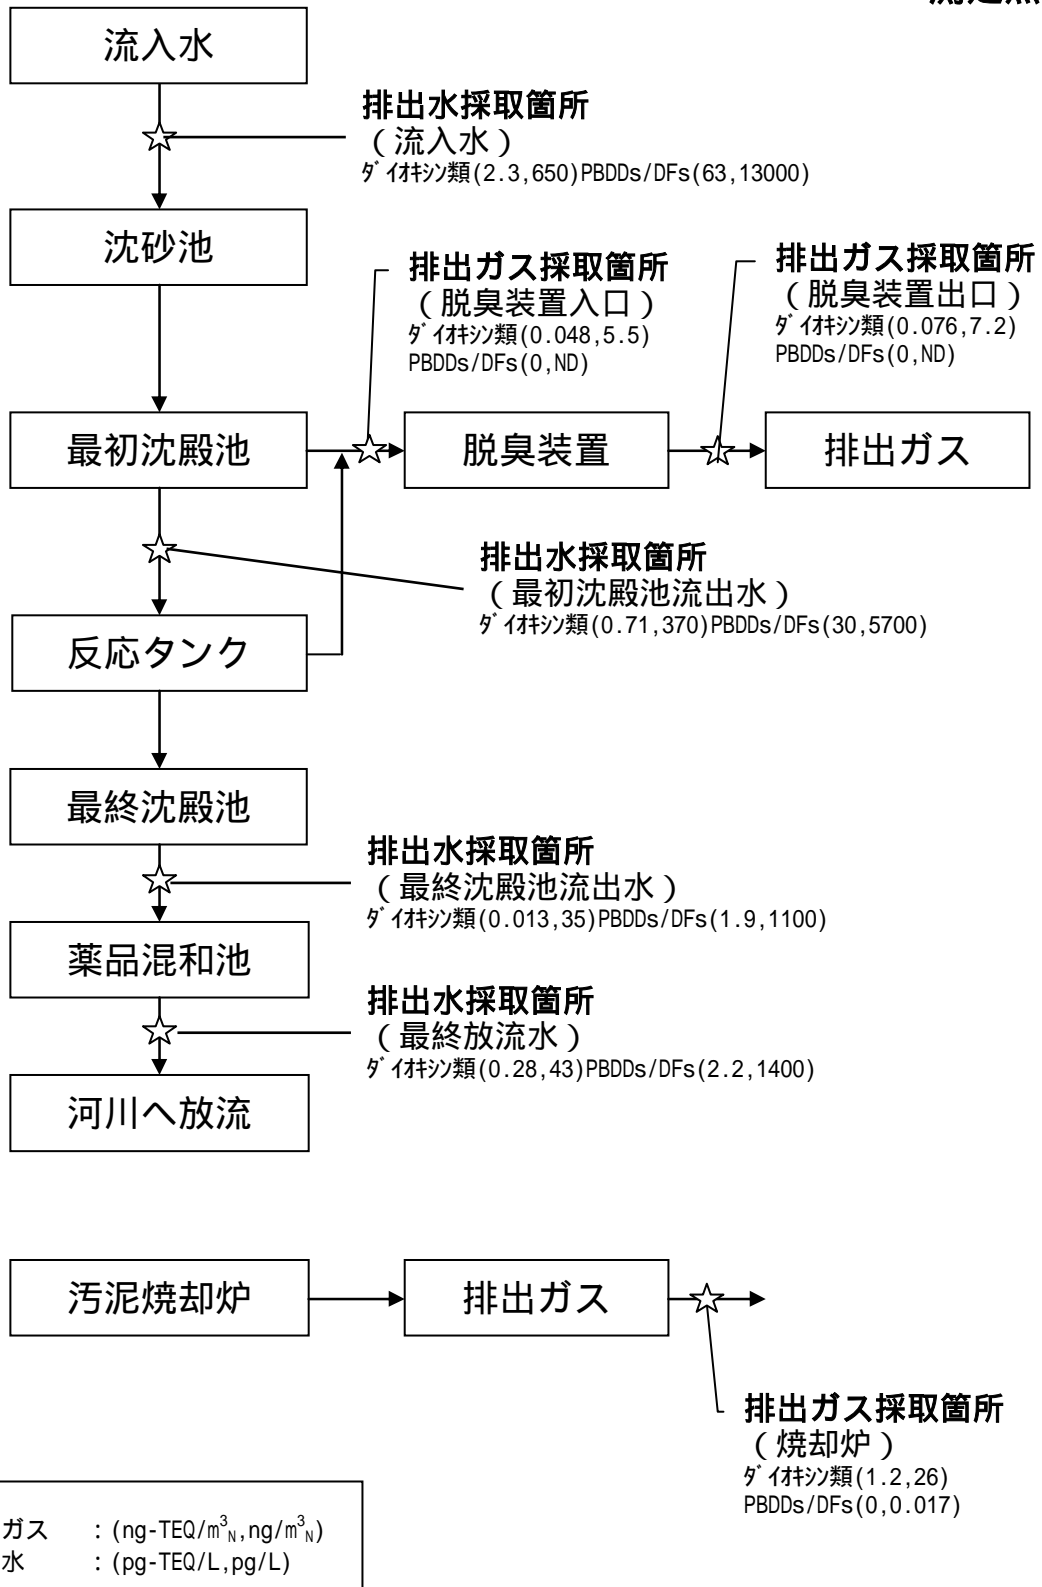 流入水
排出水採取箇所
（流入水）
ダイオキシン類(2.3,650)PBDDs/DFs(63,13000)
沈砂池
排出ガス採取箇所
（脱臭装置入口）
ダイオキシン類(0.048,5.5)
PBDDs/DFs(0,ND)
排出ガス採取箇所
（脱臭装置出口）
ダイオキシン類(0.076,7.2)
PBDDs/DFs(0,ND)
最初沈殿池
脱臭装置
排出ガス
排出水採取箇所
（最初沈殿池流出水）
ダイオキシン類(0.71,370)PBDDs/DFs(30,5700)
反応タンク
最終沈殿池
排出水採取箇所
（最終沈殿池流出水）
ダイオキシン類(0.013,35)PBDDs/DFs(1.9,1100)
薬品混和池
排出水採取箇所
（最終放流水）
ダイオキシン類(0.28,43)PBDDs/DFs(2.2,1400)
河川へ放流
汚泥焼却炉
排出ガス
排出ガス採取箇所
（焼却炉）
ダイオキシン類(1.2,26)
PBDDs/DFs(0,0.017)
ガス : (ng-TEQ/m³N,ng/m³N)
水 : (pg-TEQ/L,pg/L)